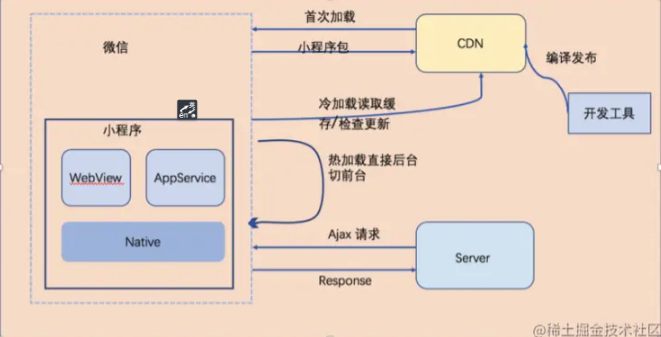 首次加载
微信
CDN
小程序包
编译发布
冷加载读取缓
存/检查更新
开发工具
小程序
热加载直接后台
切前台
WebView
AppService
Ajax 请求
Native
Server
Response
@稀土掘金技术社区